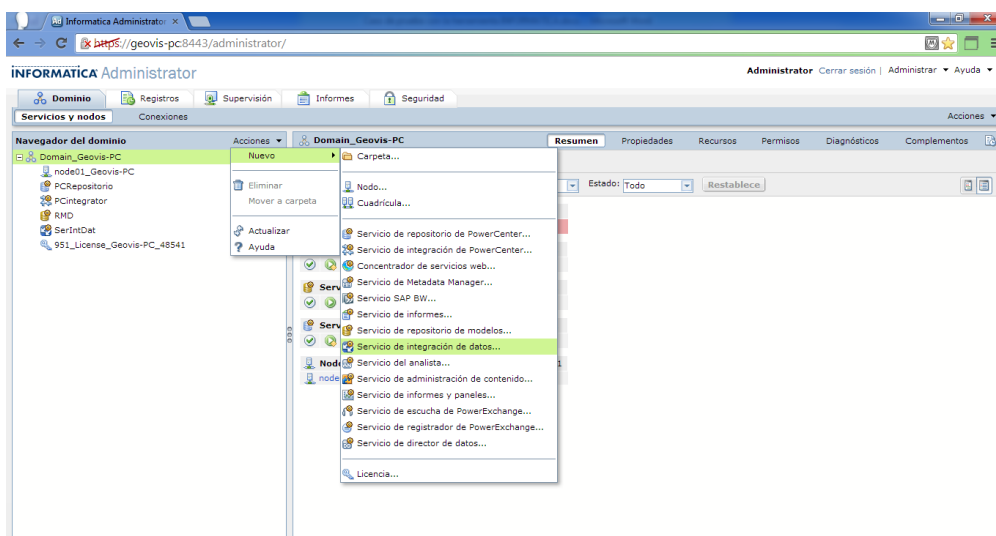 Informatica Administrator
https://geovis-pc:8443/administrator/
INFORMATICA Administrator
Administrator Cerrar sesión | Administrar Ayuda
Dominio Registros Supervisión Informes Seguridad
Servicios y nodos Conexiones Acciones
Navegador del dominio Acciones
Domain_Geovis-PC
Resumen Propiedades Recursos Permisos Diagnósticos Complementos
Domain_Geovis-PC
node01_Geovis-PC
PCRepositorio
PCintegrator
RMD
SerIntDat
951_License_Geovis-PC_48541
Nuevo
Eliminar
Mover a carpeta
Actualizar
Ayuda
Carpeta...
Nodo...
Cuadrícula...
Servicio de repositorio de PowerCenter...
Servicio de integración de PowerCenter...
Concentrador de servicios web...
Servicio de Metadata Manager...
Servicio SAP BW...
Servicio de informes...
Servicio de repositorio de modelos...
Servicio de integración de datos...
Servicio del analista...
Servicio de administración de contenido...
Servicio de informes y paneles...
Servicio de escucha de PowerExchange...
Servicio de registrador de PowerExchange...
Servicio de director de datos...
Licencia...
Estado: Todo Restablece
Serv
Serv
Nod 1
node